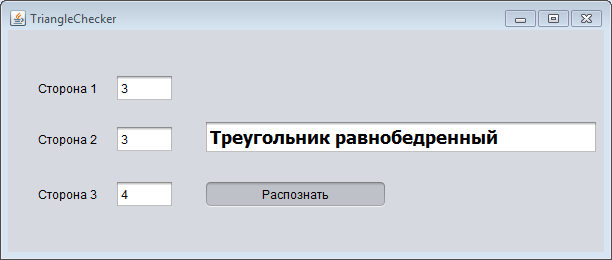 TriangleChecker
Сторона 1 3
Сторона 2 3 Треугольник равнобедренный
Сторона 3 4 Распознать